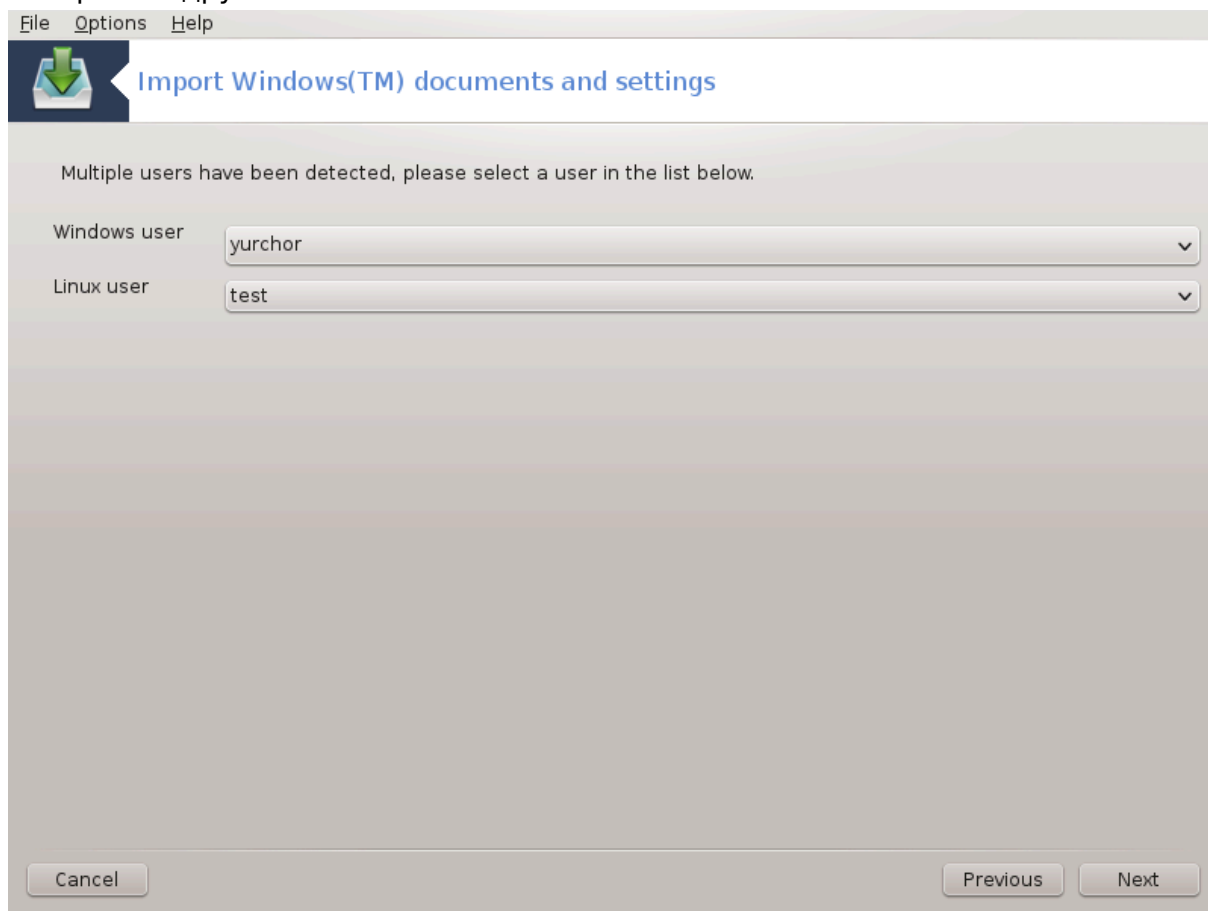 File Options Help
Import Windows(TM) documents and settings
Multiple users have been detected, please select a user in the list below.
Windows user
yurchor
Linux user
test
Cancel Previous Next